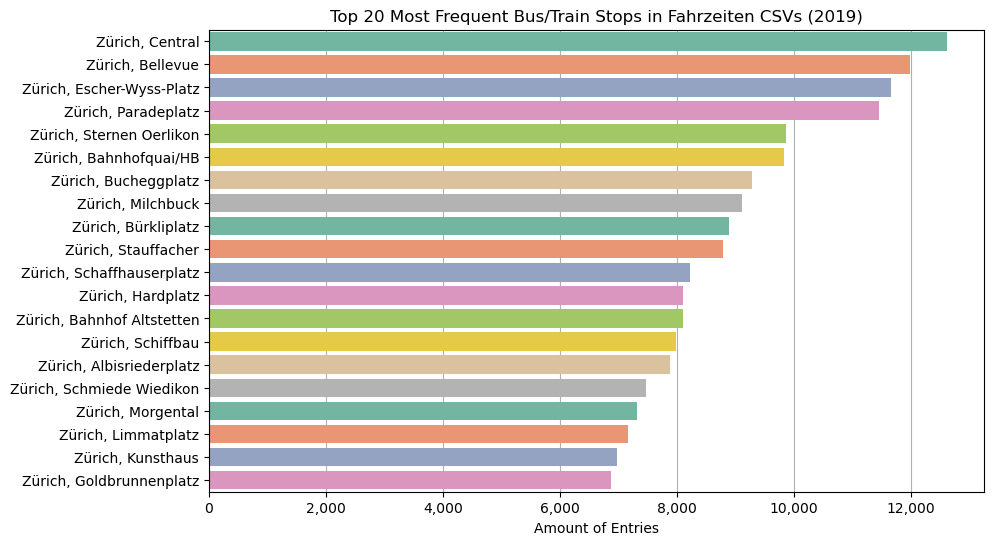 Top 20 Most Frequent Bus/Train Stops in Fahrzeiten CSVs (2019)
Zürich, Central
Zürich, Bellevue
Zürich, Escher-Wyss-Platz
Zürich, Paradeplatz
Zürich, Sternen Oerlikon
Zürich, Bahnhofquai/HB
Zürich, Bucheggplatz
Zürich, Milchbuck
Zürich, Bürkliplatz
Zürich, Stauffacher
Zürich, Schaffhauserplatz
Zürich, Hardplatz
Zürich, Bahnhof Altstetten
Zürich, Schiffbau
Zürich, Albisriederplatz
Zürich, Schmiede Wiedikon
Zürich, Morgental
Zürich, Limmatplatz
Zürich, Kunsthaus
Zürich, Goldbrunnenplatz
0 2,000 4,000 6,000 8,000 10,000 12,000
Amount of Entries